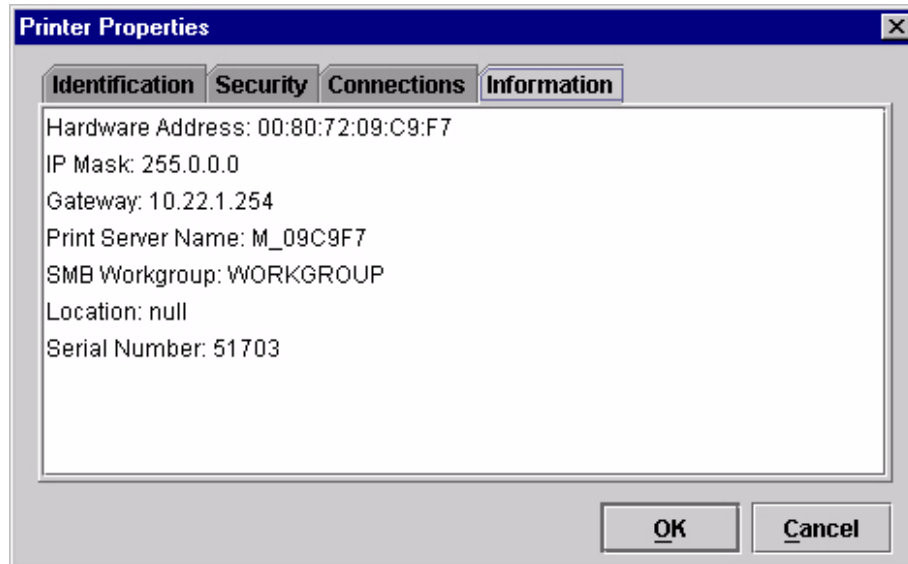 Printer Properties
Identification Security Connections Information
Hardware Address: 00:80:72:09:C9:F7
IP Mask: 255.0.0.0
Gateway: 10.22.1.254
Print Server Name: M_09C9F7
SMB Workgroup: WORKGROUP
Location: null
Serial Number: 51703
OK Cancel